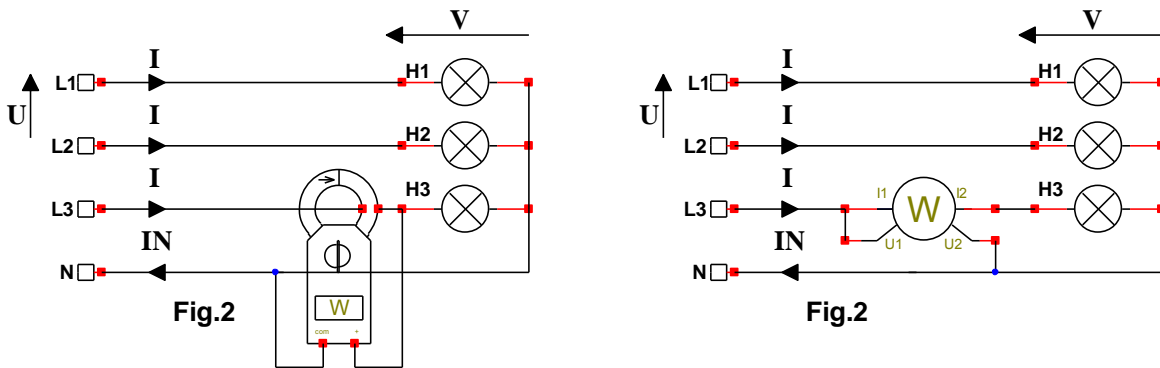 V
I
L1
H1
U
I
L2
H2
I
L3
H3
IN
N
Fig.2
W
com
+
V
I
L1
H1
U
I
L2
H2
I
L3
I1
W
I2
H3
U1
U2
IN
N
Fig.2